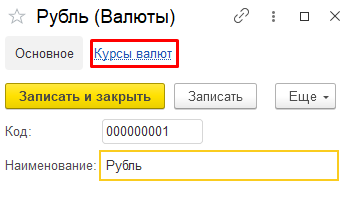 Рубль (Валюты)
Основное Курсы валют
Записать и закрыть Записать Еще
Код: 000000001
Наименование: Рубль